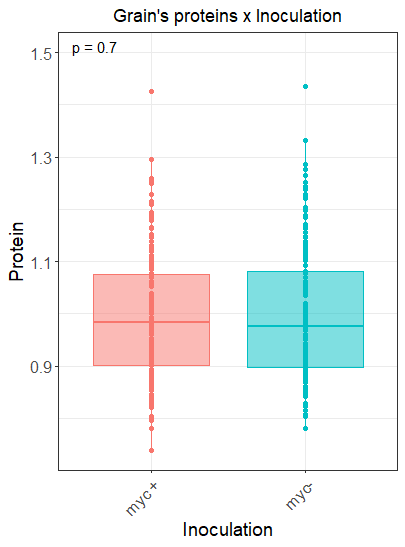 Grain's proteins x Inoculation
p = 0.7
1.5
1.3
1.1
0.9
Protein
myc+
myc-
Inoculation